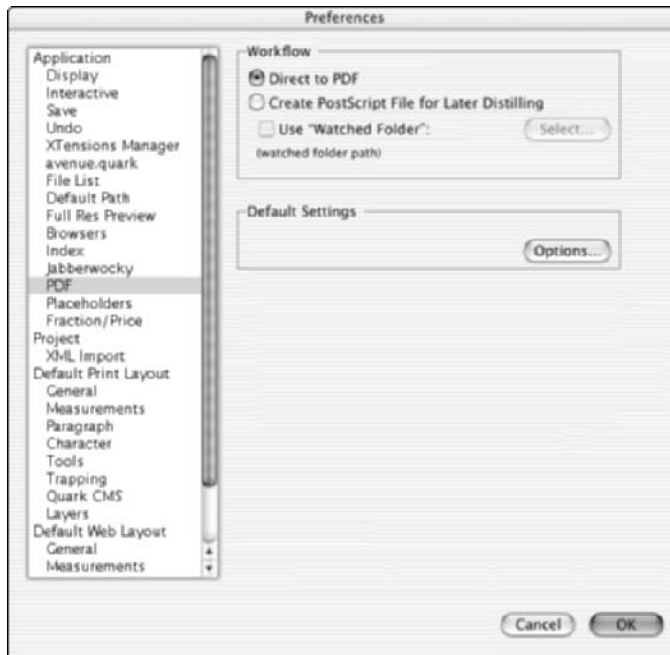 Preferences
Application
Display
Interactive
Save
Undo
XTensions Manager
avenue.quark
File List
Default Path
Full Res Preview
Browsers
Index
Jabberwocky
PDF
Placeholders
Fraction/Price
Project
XML Import
Default Print Layout
General
Measurements
Paragraph
Character
Tools
Trapping
Quark CMS
Layers
Default Web Layout
General
Measurements
Workflow
Direct to PDF
Create PostScript File for Later Distilling
Use "Watched Folder":
Select...
(watched folder path)
Default Settings
Options...
Cancel
OK